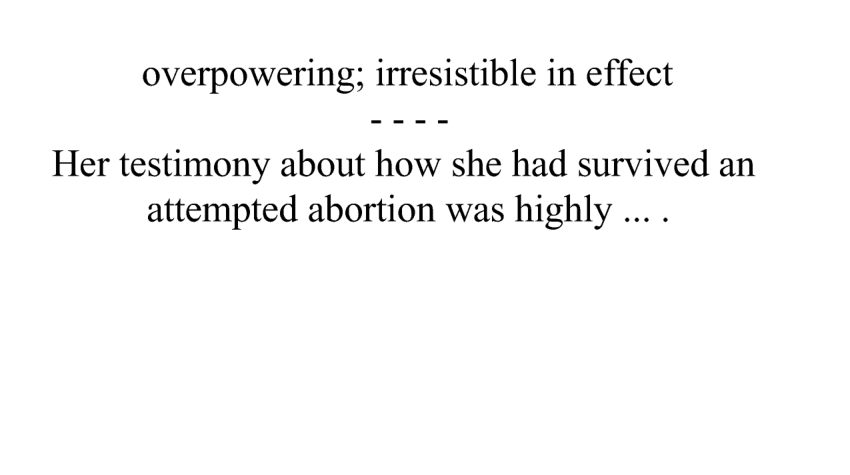 overpowering; irresistible in effect
- - - -
Her testimony about how she had survived an
attempted abortion was highly ... .